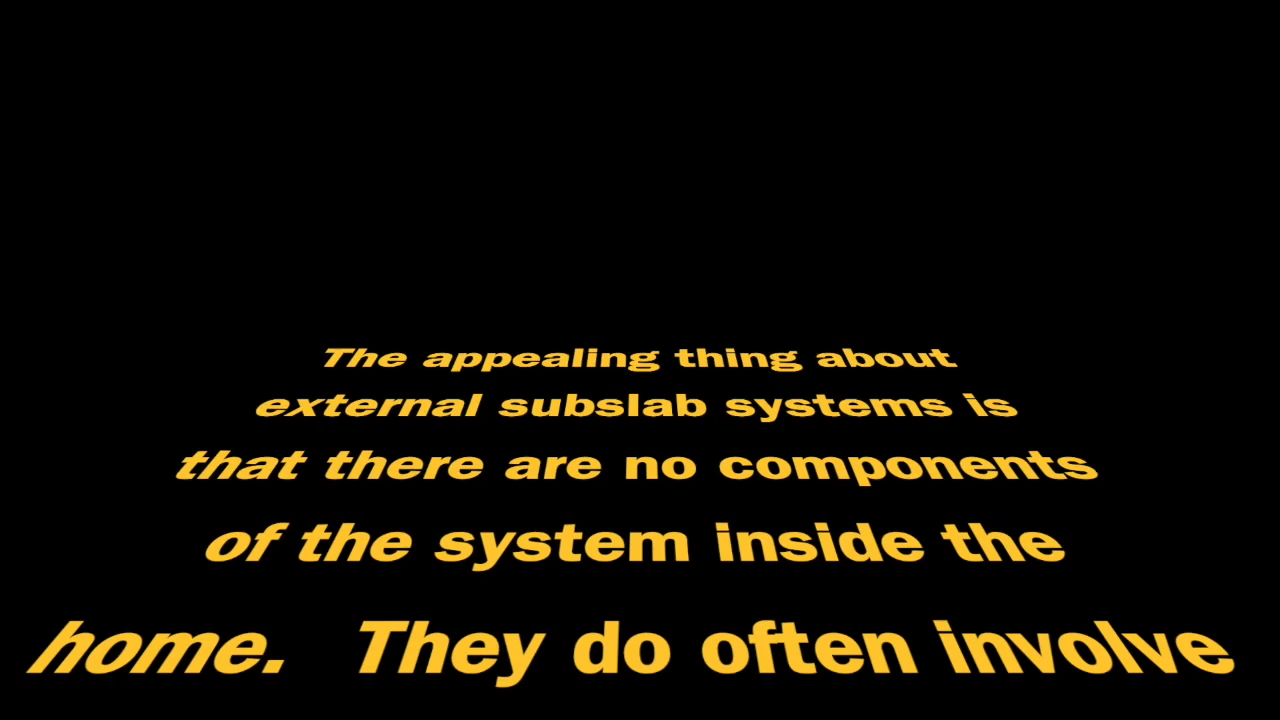 The appealing thing about
external subslab systems is
that there are no components
of the system inside the
home.  They do often involve